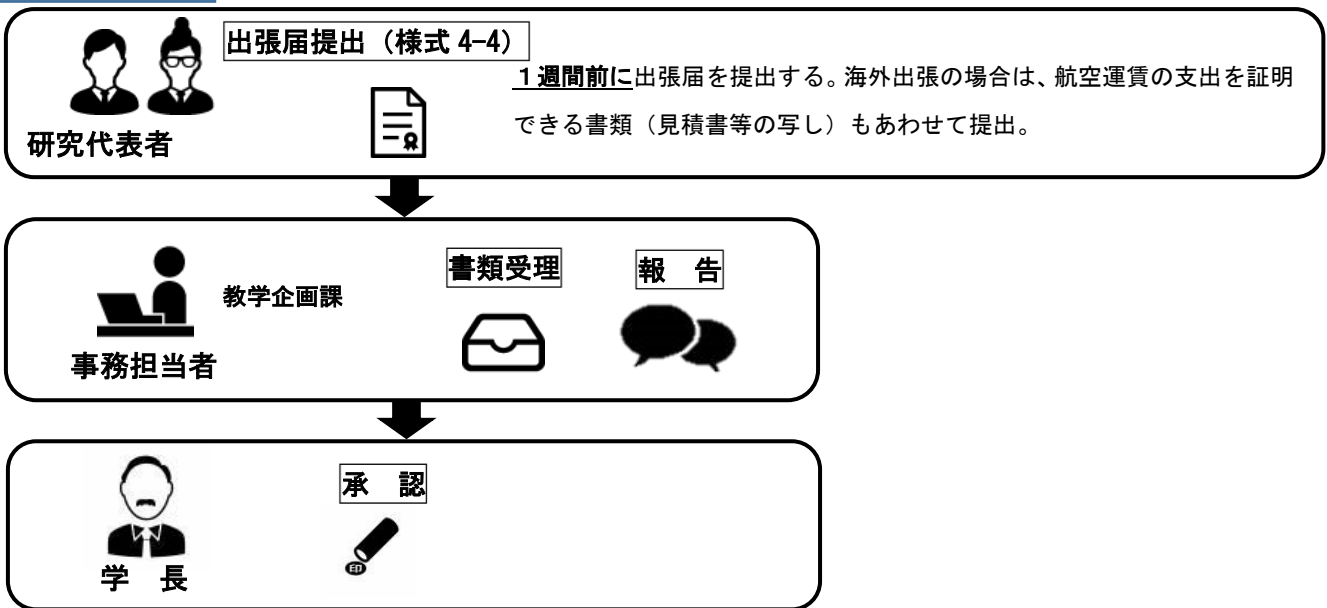 出張届提出（様式 4-4）
１週間前に出張届を提出する。海外出張の場合は、航空運賃の支出を証明
できる書類（見積書等の写し）もあわせて提出。
研究代表者
書類受理
報　告
教学企画課
事務担当者
承　認
印
学　長